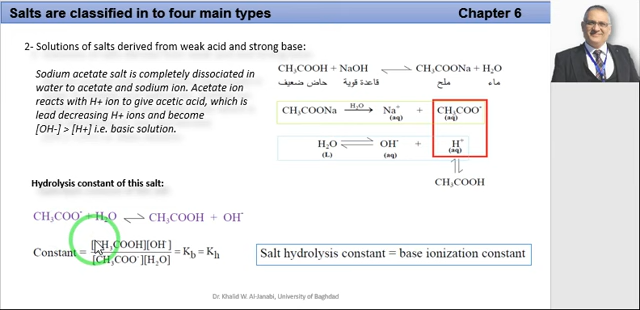 Salts are classified in to four main types
Chapter 6
2- Solutions of salts derived from weak acid and strong base:
Sodium acetate salt is completely dissociated in
water to acetate and sodium ion. Acetate ion
reacts with H+ ion to give acetic acid, which is
lead decreasing H+ ions and become
[OH-] > [H+] i.e. basic solution.
CH₃COOH + NaOH ⇌ CH₃COONa + H₂O
حامض ضعيف قاعدة قوية ملح ماء
CH₃COONa —H₂O→ Na⁺ (aq) + CH₃COO⁻ (aq)
H₂O (L) ⇌ OH⁻ (aq) + H⁺ (aq)
⇅
CH₃COOH
Hydrolysis constant of this salt:
CH₃COO⁻ + H₂O ⇌ CH₃COOH + OH⁻
Constant = [CH₃COOH][OH⁻] / [CH₃COO⁻][H₂O] = K_b = K_h
Salt hydrolysis constant = base ionization constant
Dr. Khalid W. Al-Janabi, University of Baghdad